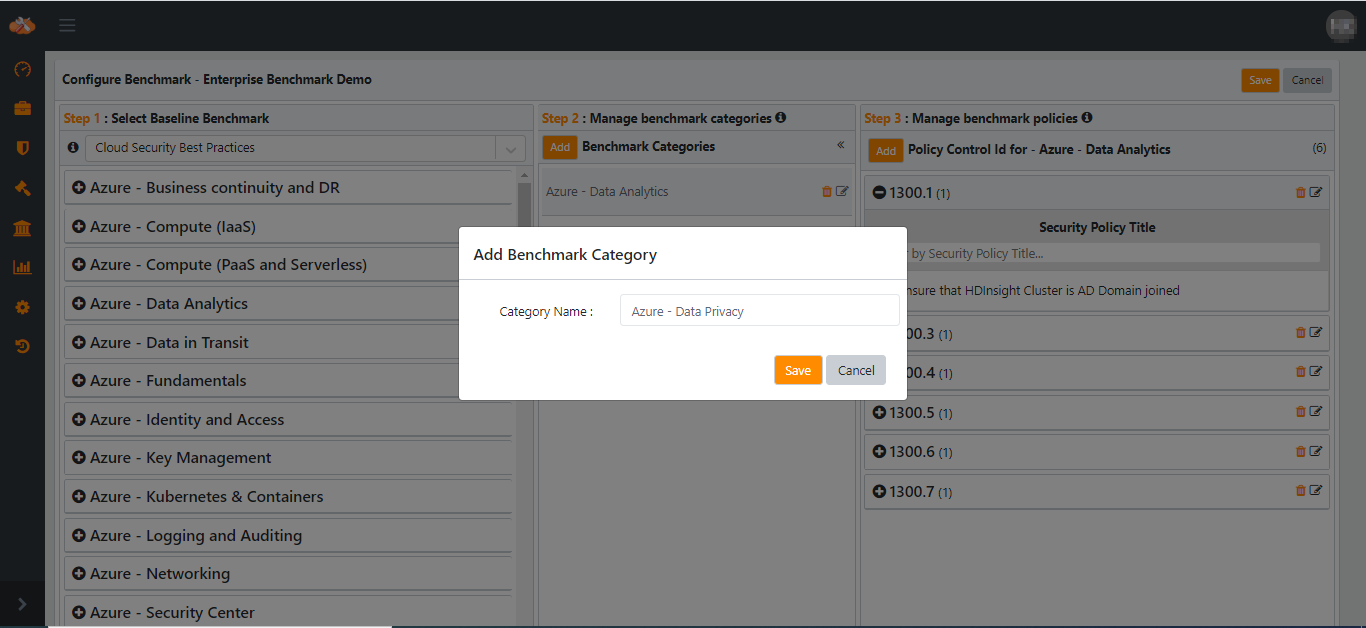 Configure Benchmark - Enterprise Benchmark Demo
Save
Cancel
Step 1 : Select Baseline Benchmark
Cloud Security Best Practices
Azure - Business continuity and DR
Azure - Compute (IaaS)
Azure - Compute (PaaS and Serverless)
Azure - Data Analytics
Azure - Data in Transit
Azure - Fundamentals
Azure - Identity and Access
Azure - Key Management
Azure - Kubernetes & Containers
Azure - Logging and Auditing
Azure - Networking
Azure - Security Center
Step 2 : Manage benchmark categories
Add Benchmark Categories «
Azure - Data Analytics
Add Benchmark Category
Category Name :
Azure - Data Privacy
Save
Cancel
Step 3 : Manage benchmark policies
Add Policy Control Id for - Azure - Data Analytics (6)
1300.1 (1)
Security Policy Title
by Security Policy Title...
nsure that HDInsight Cluster is AD Domain joined
00.3 (1)
00.4 (1)
1300.5 (1)
1300.6 (1)
1300.7 (1)